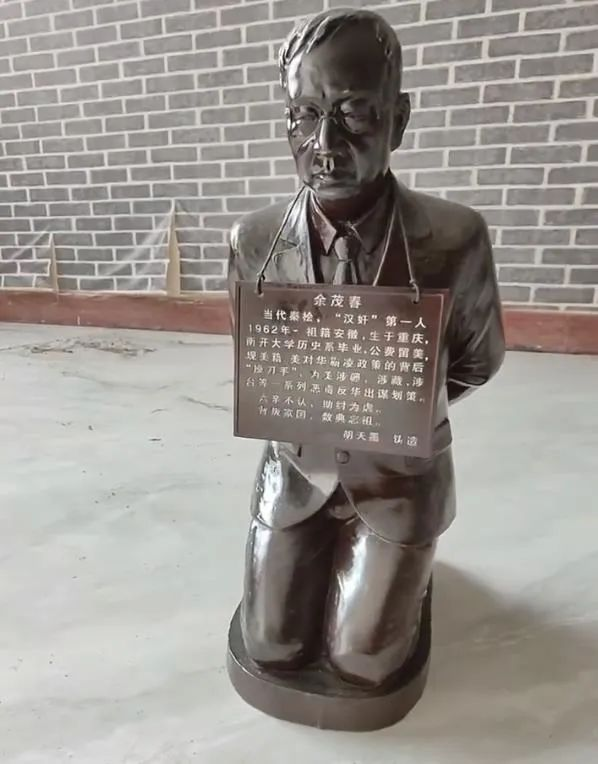 余茂春
当代秦桧，“汉奸”第一人
1962年-祖籍安徽，生于重庆，
南开大学历史系毕业，公费留美，
现美籍，美对华霸凌政策的背后
“操刀手”，为美涉疆、涉藏、涉
台等一系列恶毒反华出谋划策。
六亲不认，助纣为虐。
背叛家国，数典忘祖。
胡天墨 铸造